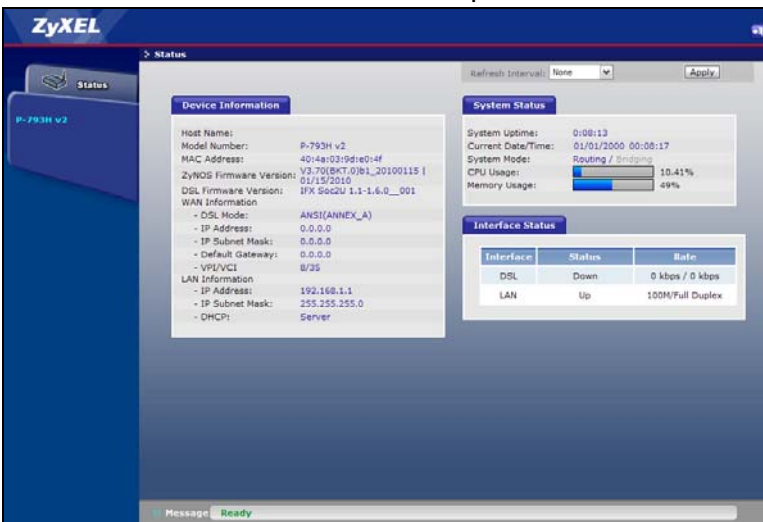 ZyXEL
> Status
Status
P-793H v2
Refresh Interval: None Apply
Device Information
Host Name:
Model Number: P-793H v2
MAC Address: 40:4a:03:9d:e0:4f
ZyNOS Firmware Version: V3.70(BKT.0)b1_20100115 | 01/15/2010
DSL Firmware Version: IFX Soc2U 1.1-1.6.0__001
WAN Information
- DSL Mode: ANSI(ANNEX_A)
- IP Address: 0.0.0.0
- IP Subnet Mask: 0.0.0.0
- Default Gateway: 0.0.0.0
- VPI/VCI 8/35
LAN Information
- IP Address: 192.168.1.1
- IP Subnet Mask: 255.255.255.0
- DHCP: Server
System Status
System Uptime: 0:08:13
Current Date/Time: 01/01/2000 00:08:17
System Mode: Routing / Bridging
CPU Usage: 10.41%
Memory Usage: 49%
Interface Status
Interface Status Rate
DSL Down 0 kbps / 0 kbps
LAN Up 100M/Full Duplex
Message Ready